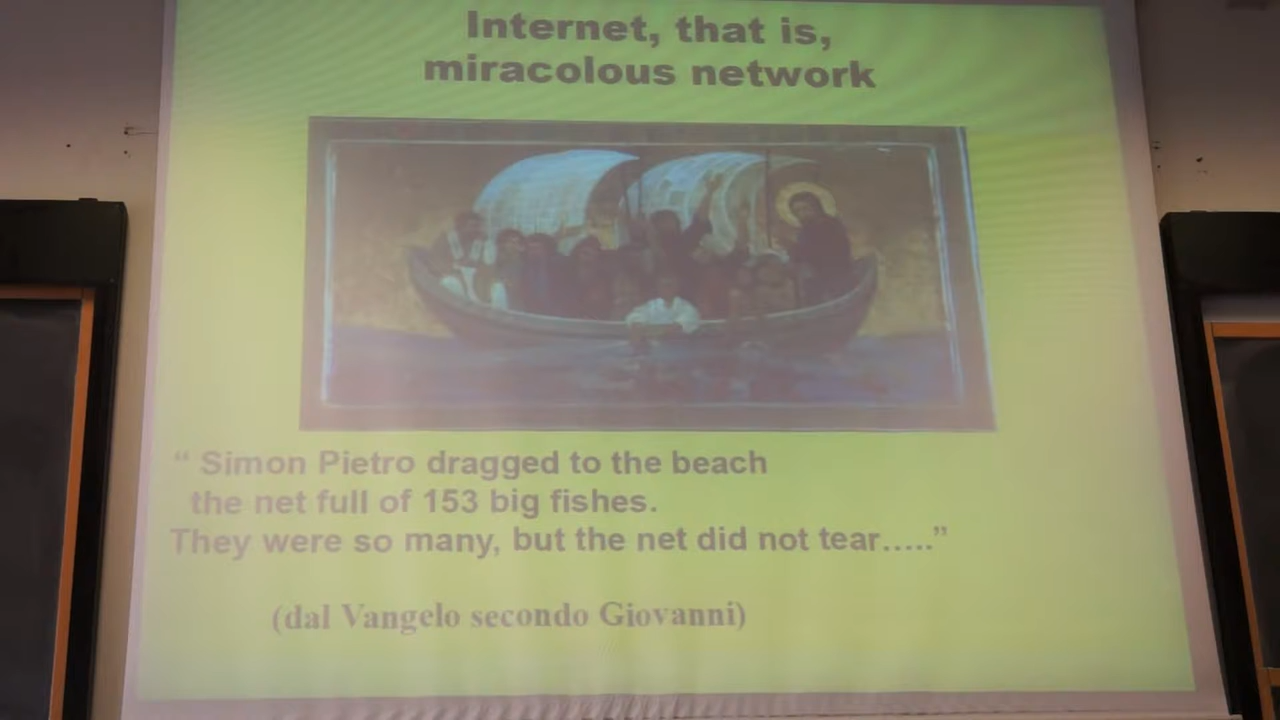 Internet, that is,
miracolous network
“ Simon Pietro dragged to the beach
the net full of 153 big fishes.
They were so many, but the net did not tear…..”
(dal Vangelo secondo Giovanni)